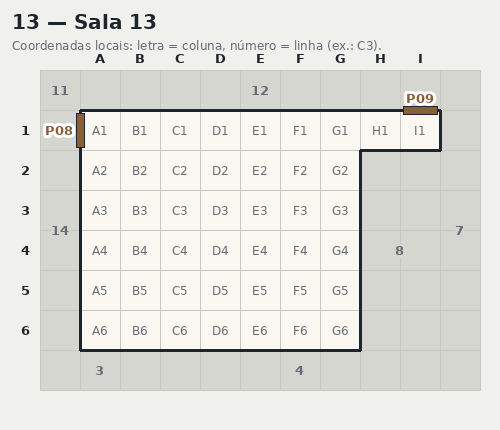 13 — Sala 13
Coordenadas locais: letra = coluna, número = linha (ex.: C3).
A B C D E F G H I
11 12 P09
1 P08 A1 B1 C1 D1 E1 F1 G1 H1 I1
2 A2 B2 C2 D2 E2 F2 G2
3 A3 B3 C3 D3 E3 F3 G3
14 7
4 A4 B4 C4 D4 E4 F4 G4 8
5 A5 B5 C5 D5 E5 F5 G5
6 A6 B6 C6 D6 E6 F6 G6
3 4